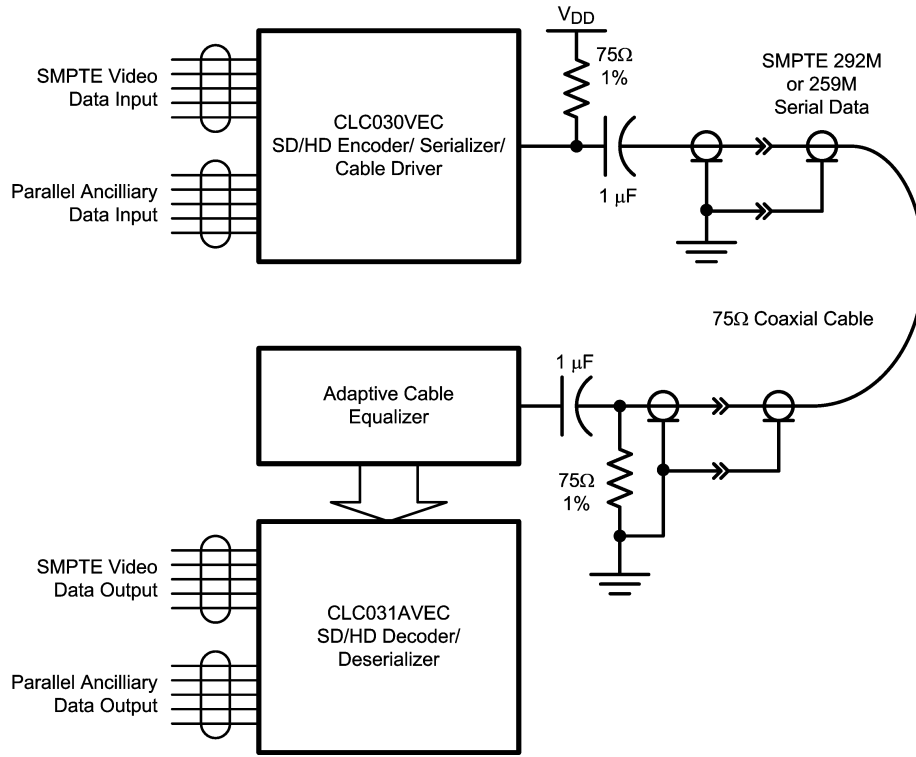 VDD
75Ω
1%
SMPTE Video
Data Input
SMPTE 292M
or 259M
Serial Data
CLC030VEC
SD/HD Encoder/ Serializer/
Cable Driver
Parallel Ancilliary
Data Input
1 μF
75Ω Coaxial Cable
1 μF
Adaptive Cable
Equalizer
75Ω
1%
SMPTE Video
Data Output
CLC031AVEC
SD/HD Decoder/
Deserializer
Parallel Ancilliary
Data Output